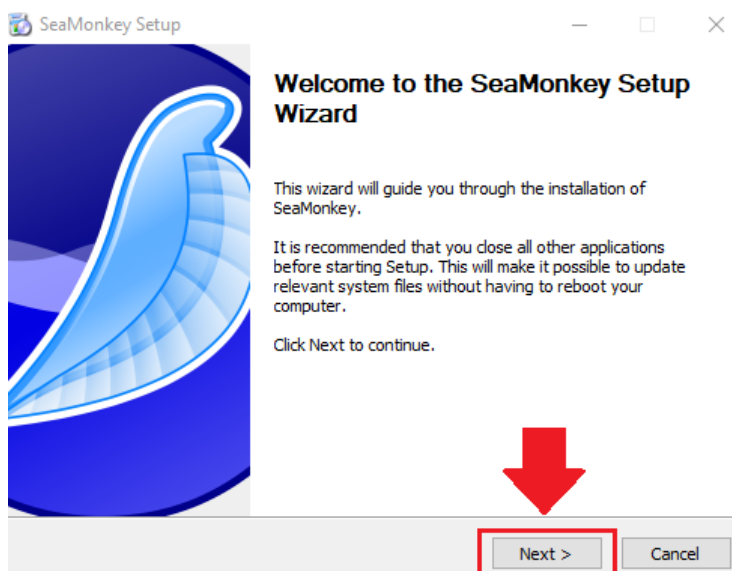 SeaMonkey Setup
Welcome to the SeaMonkey Setup
Wizard
This wizard will guide you through the installation of
SeaMonkey.
It is recommended that you close all other applications
before starting Setup. This will make it possible to update
relevant system files without having to reboot your
computer.
Click Next to continue.
Next >
Cancel